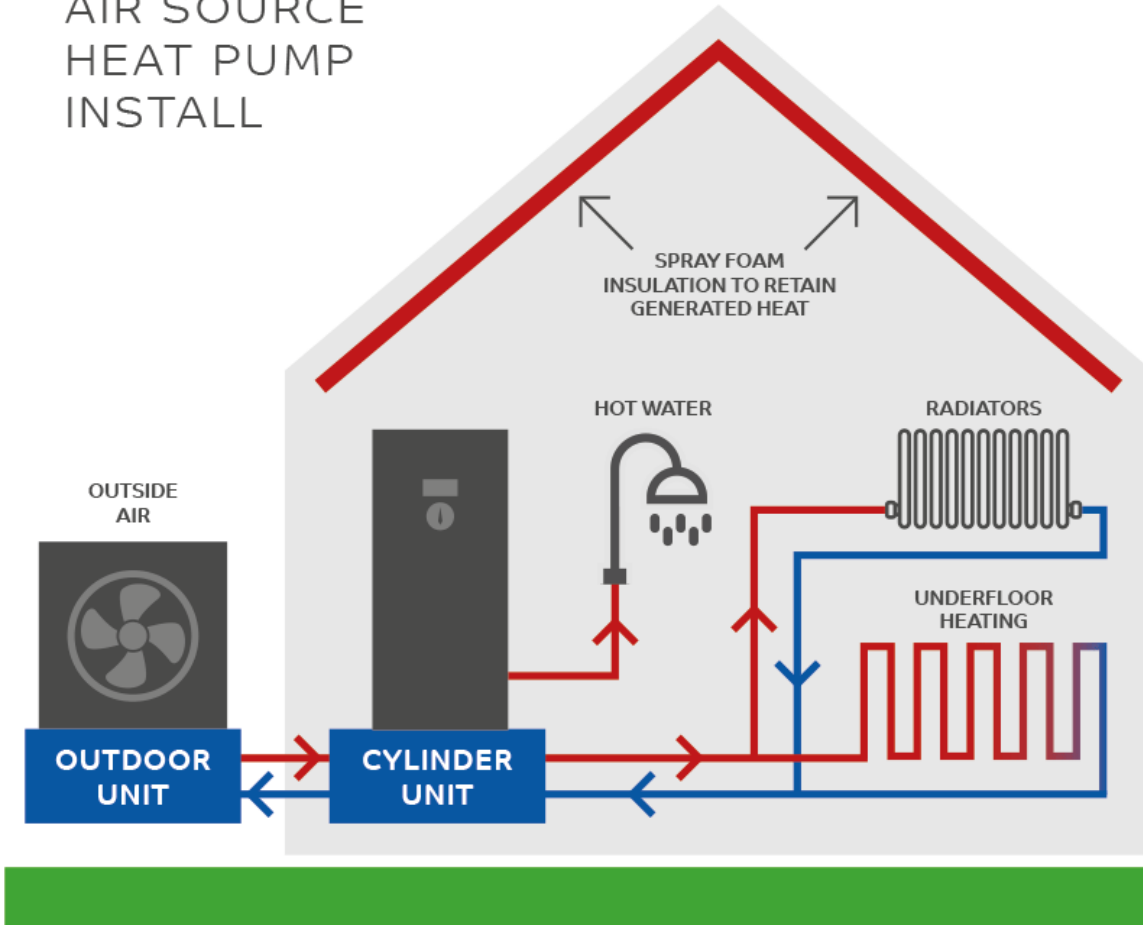 AIR SOURCE
HEAT PUMP
INSTALL
SPRAY FOAM
INSULATION TO RETAIN
GENERATED HEAT
HOT WATER
RADIATORS
OUTSIDE
AIR
UNDERFLOOR
HEATING
OUTDOOR
UNIT
CYLINDER
UNIT